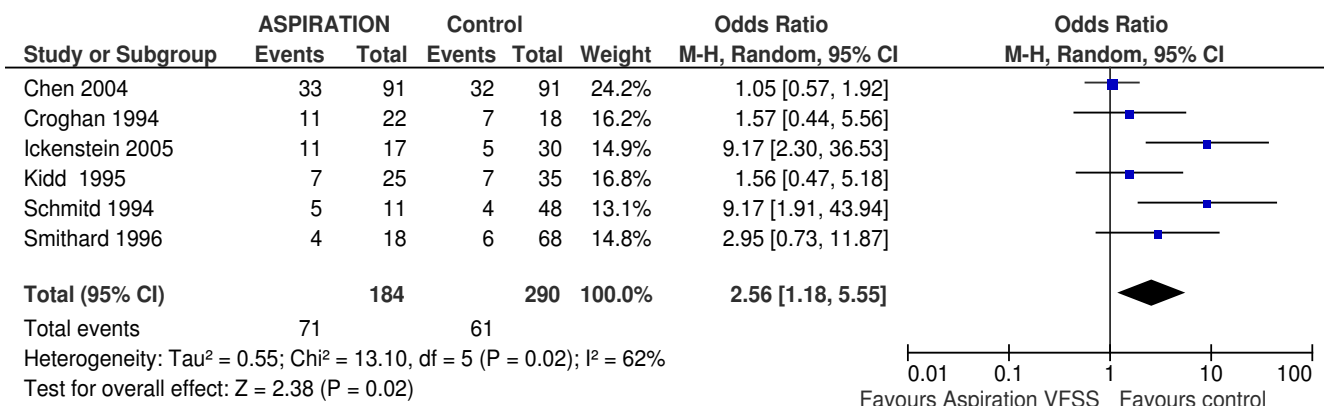 ASPIRATION Control Odds Ratio Odds Ratio
Study or Subgroup Events Total Events Total Weight M-H, Random, 95% CI M-H, Random, 95% CI
Chen 2004 33 91 32 91 24.2% 1.05 [0.57, 1.92]
Croghan 1994 11 22 7 18 16.2% 1.57 [0.44, 5.56]
Ickenstein 2005 11 17 5 30 14.9% 9.17 [2.30, 36.53]
Kidd 1995 7 25 7 35 16.8% 1.56 [0.47, 5.18]
Schmitd 1994 5 11 4 48 13.1% 9.17 [1.91, 43.94]
Smithard 1996 4 18 6 68 14.8% 2.95 [0.73, 11.87]
Total (95% CI) 184 290 100.0% 2.56 [1.18, 5.55]
Total events 71 61
Heterogeneity: Tau² = 0.55; Chi² = 13.10, df = 5 (P = 0.02); I² = 62%
Test for overall effect: Z = 2.38 (P = 0.02)
0.01 0.1 1 10 100
Favours Aspiration VFSS Favours control